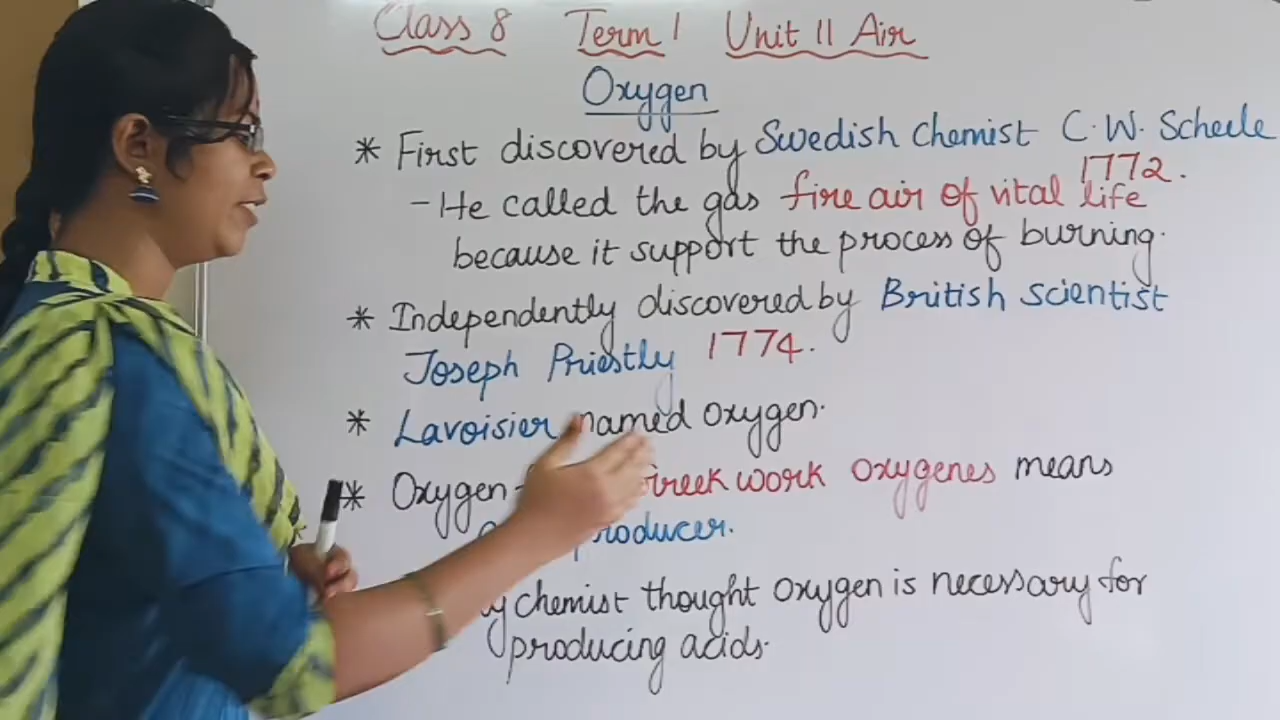 Class 8 Term 1 Unit 11 Air
Oxygen
* First discovered by Swedish Chemist C.W. Scheele
1772.
- He called the gas fire air of vital life
because it support the process of burning.
* Independently discovered by British scientist
Joseph Priestly 1774.
* Lavoisier named oxygen.
* Oxygen - work oxygenes means
producer.
chemist thought oxygen is necessary for
producing acids.